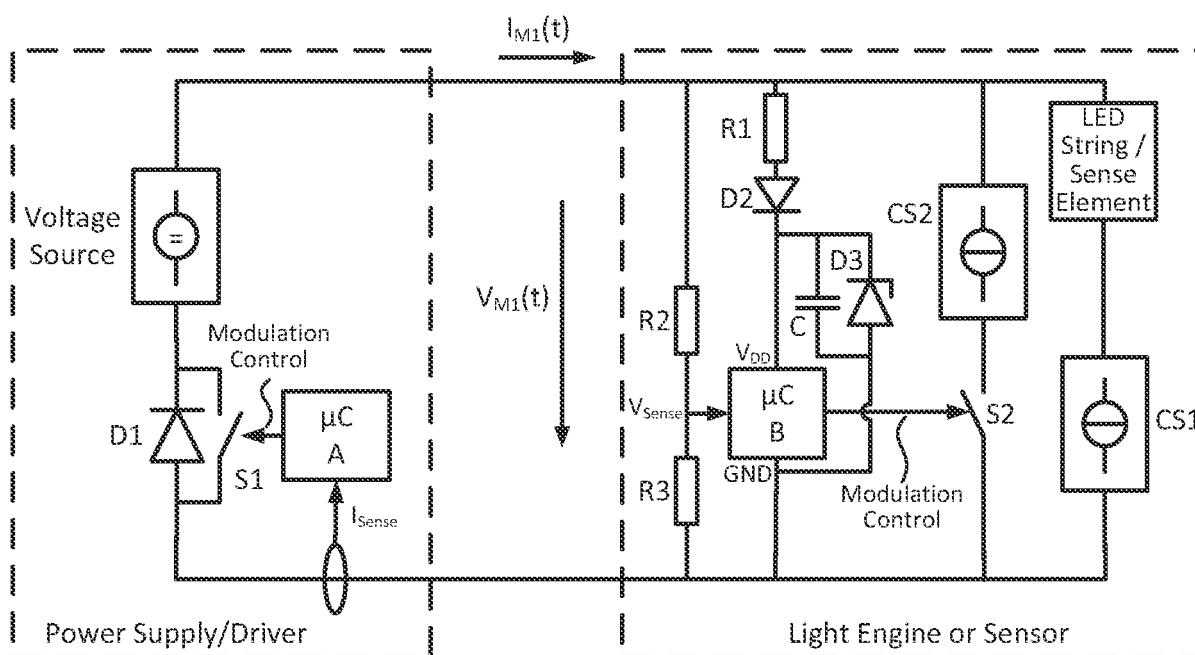 I_M1(t)
Voltage
Source
=
Modulation
Control
D1
S1
µC
A
I_Sense
Power Supply/Driver
V_M1(t)
R1
D2
R2
C
D3
V_DD
V_Sense
µC
B
GND
R3
Modulation
Control
CS2
S2
LED
String /
Sense
Element
CS1
Light Engine or Sensor